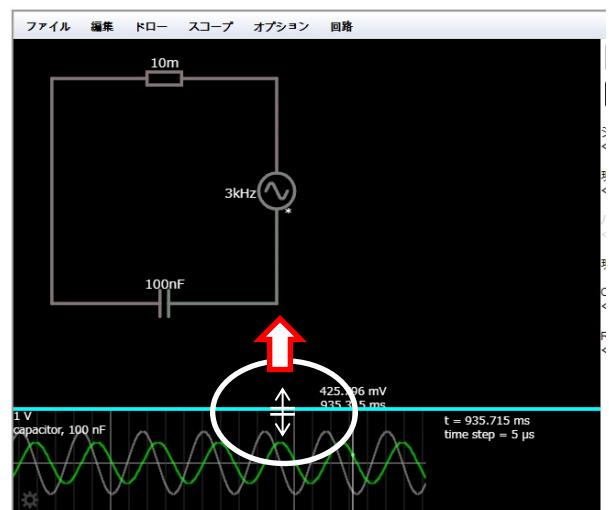 ファイル 編集 ドロー スコープ オプション 回路
10m
3kHz
*
100nF
mV
1 V
capacitor, 100 nF
t = 935.715 ms
time step = 5 µs